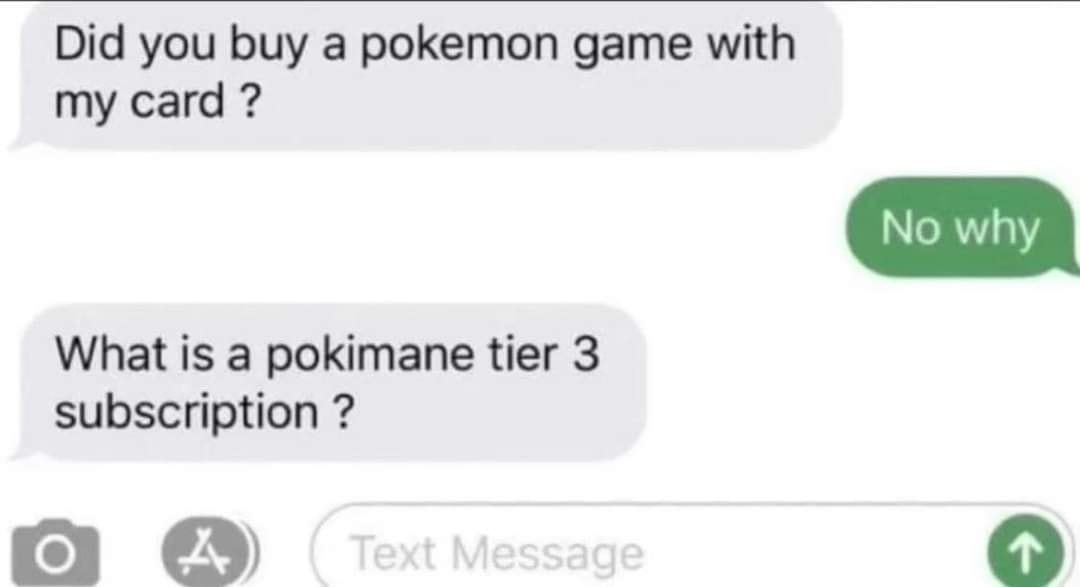 Did you buy a pokemon game with
my card ?
No why
What is a pokimane tier 3
subscription ?
Text Message